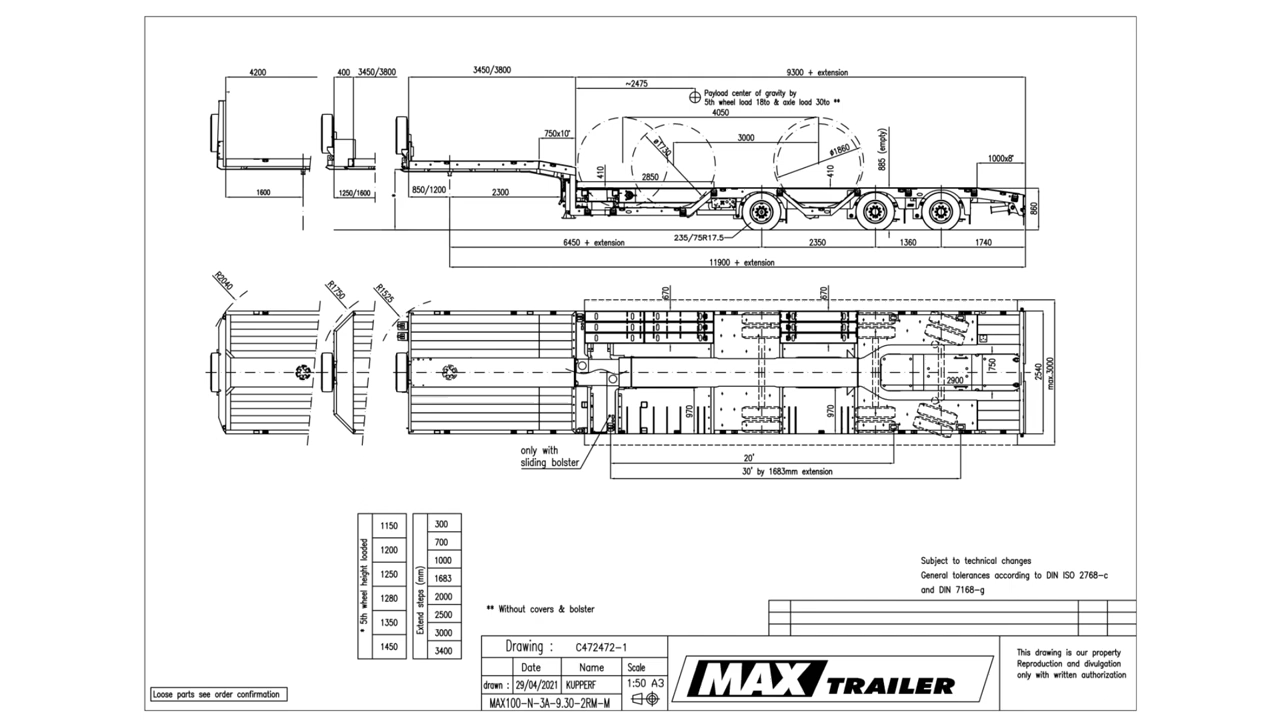 4200
400
3450/3800
3450/3800
9300 + extension
~2475
Payload center of gravity by
5th wheel load 18to & axle load 30to **
4050
750x10°
3000
ø1730
ø1860
885 (empty)
1000x8°
410
410
2850
1600
1250/1600
850/1200
2300
*
860
235/75R17.5
6450 + extension
2350
1360
1740
11900 + extension
R2040
R1750
R1525
670
670
750
2900
2540
max.3000
970
970
only with
sliding bolster
20'
30' by 1683mm extension
* 5th wheel height loaded
1150
1200
1250
1280
1350
1450
Extend steps (mm)
300
700
1000
1683
2000
2500
3000
3400
Subject to technical changes
General tolerances according to DIN ISO 2768-c
and DIN 7168-g
** Without covers & bolster
Drawing : C472472-1
Date Name Scale
drawn : 29/04/2021 KUPPERF 1:50 A3
MAX100-N-3A-9.30-2RM-M
MAX TRAILER
This drawing is our property
Reproduction and divulgation
only with written authorization
Loose parts see order confirmation